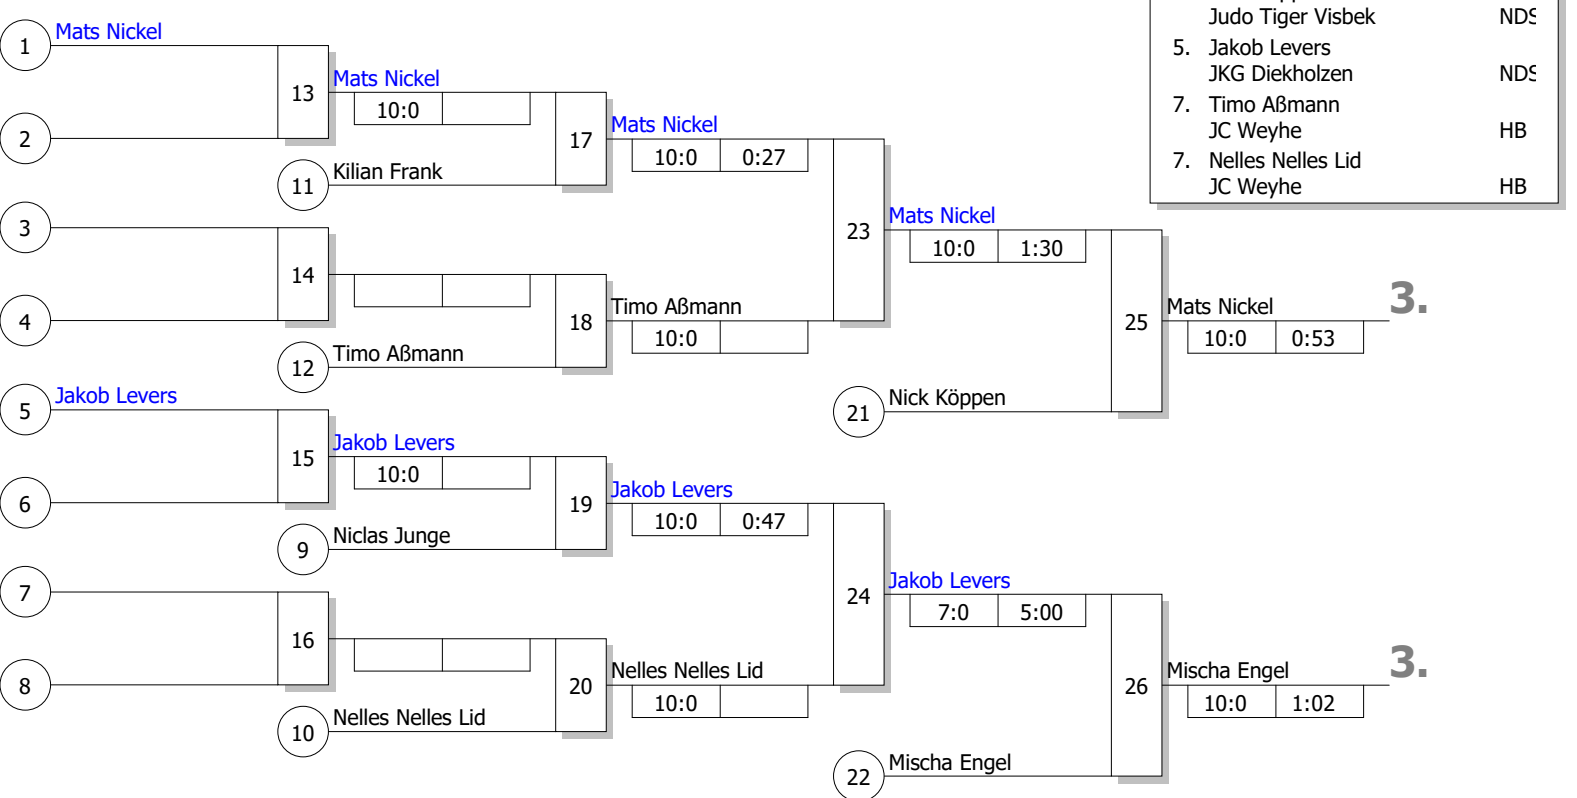 Judo Tiger Visbek NDS
5. Jakob Levers
JKG Diekholzen NDS
7. Timo Aßmann
JC Weyhe HB
7. Nelles Nelles Lid
JC Weyhe HB
1 Mats Nickel
2
13 Mats Nickel
10:0
11 Kilian Frank
17 Mats Nickel
10:0 0:27
3
4
14
12 Timo Aßmann
18 Timo Aßmann
10:0
23 Mats Nickel
10:0 1:30
21 Nick Köppen
25 Mats Nickel 3.
10:0 0:53
5 Jakob Levers
6
15 Jakob Levers
10:0
9 Niclas Junge
19 Jakob Levers
10:0 0:47
7
8
16
10 Nelles Nelles Lid
20 Nelles Nelles Lid
10:0
24 Jakob Levers
7:0 5:00
22 Mischa Engel
26 Mischa Engel 3.
10:0 1:02